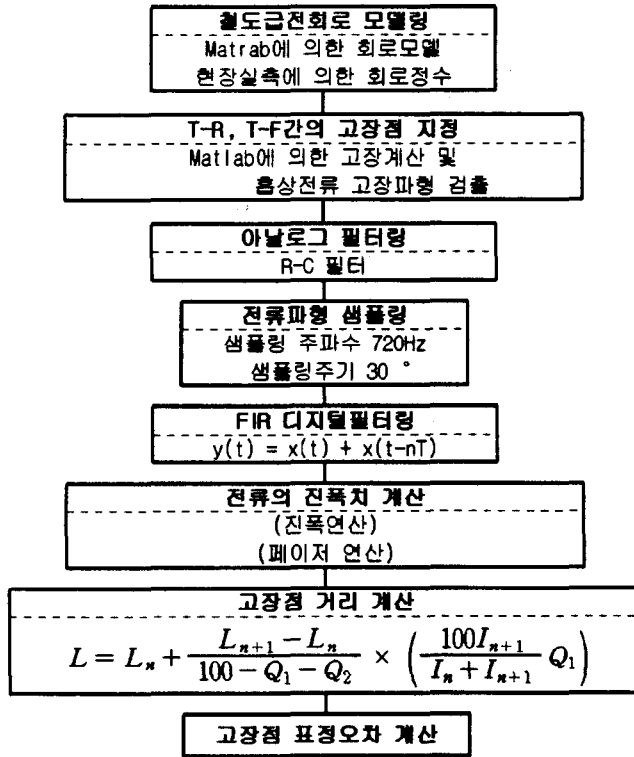 철도급전회로 모델링
Matrab에 의한 회로모델
현장실측에 의한 회로정수
T-R, T-F간의 고장점 지정
Matlab에 의한 고장계산 및
흡상전류 고장파형 검출
아날로그 필터링
R-C 필터
전류파형 샘플링
샘플링 주파수 720Hz
샘플링주기 30 °
FIR 디지털필터링
y(t) = x(t) + x(t-nT)
전류의 진폭치 계산
(진폭연산)
(페이저 연산)
고장점 거리 계산
L = L_n + \frac{L_{n+1} - L_n}{100 - Q_1 - Q_2} × ( \frac{100I_{n+1}}{I_n + I_{n+1}} Q_1 )
고장점 표정오차 계산